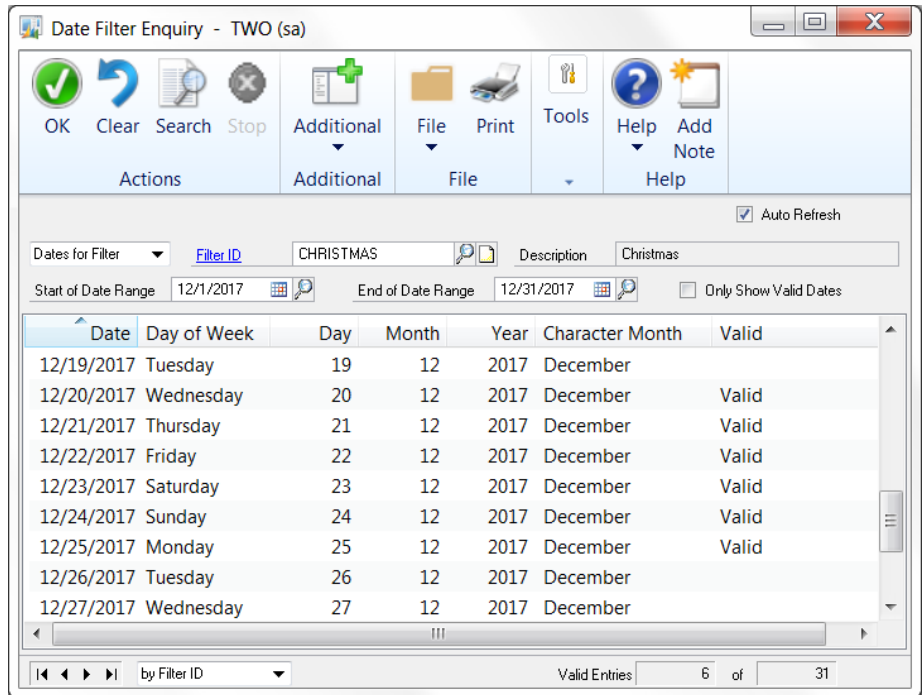 Date Filter Enquiry - TWO (sa)
OK Clear Search Stop Additional File Print Tools Help Add Note
Actions Additional File Help
Auto Refresh
Dates for Filter Filter ID CHRISTMAS Description Christmas
Start of Date Range 12/1/2017 End of Date Range 12/31/2017 Only Show Valid Dates
Date Day of Week Day Month Year Character Month Valid
12/19/2017 Tuesday 19 12 2017 December
12/20/2017 Wednesday 20 12 2017 December Valid
12/21/2017 Thursday 21 12 2017 December Valid
12/22/2017 Friday 22 12 2017 December Valid
12/23/2017 Saturday 23 12 2017 December Valid
12/24/2017 Sunday 24 12 2017 December Valid
12/25/2017 Monday 25 12 2017 December Valid
12/26/2017 Tuesday 26 12 2017 December
12/27/2017 Wednesday 27 12 2017 December
by Filter ID Valid Entries 6 of 31